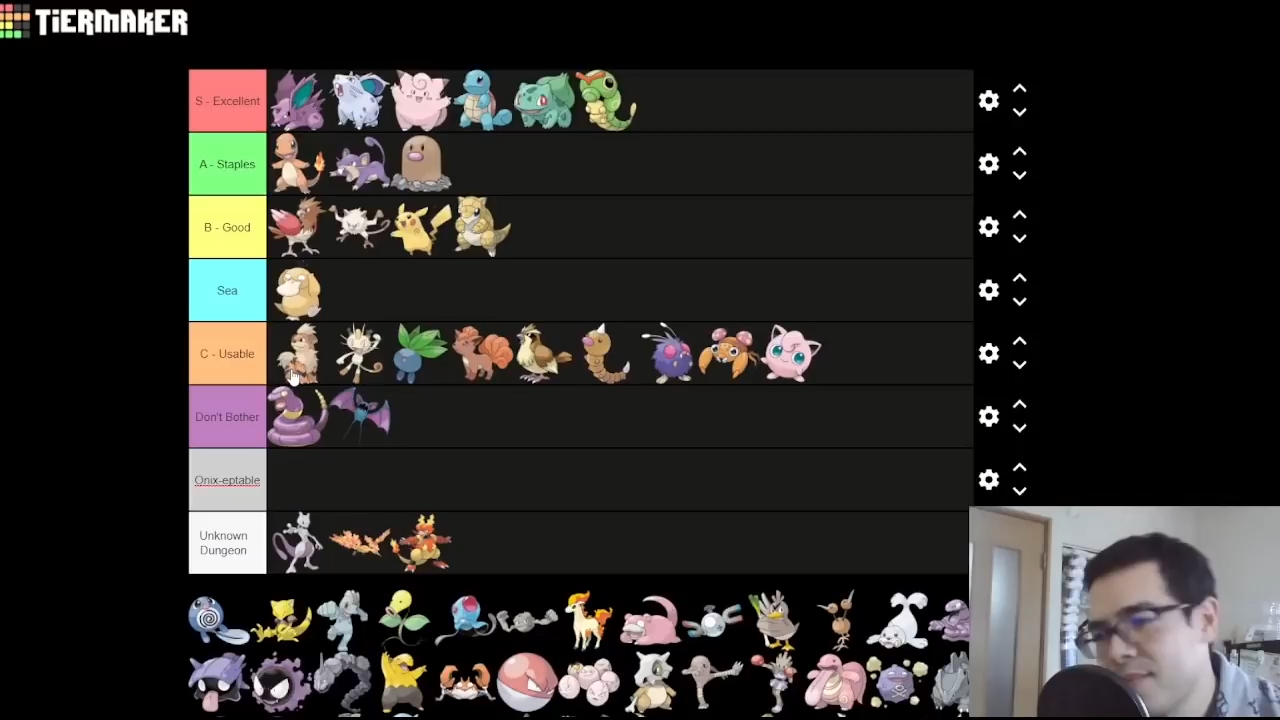 TiERMAKER
S - Excellent
A - Staples
B - Good
Sea
C - Usable
Don't Bother
Onix-eptable
Unknown
Dungeon